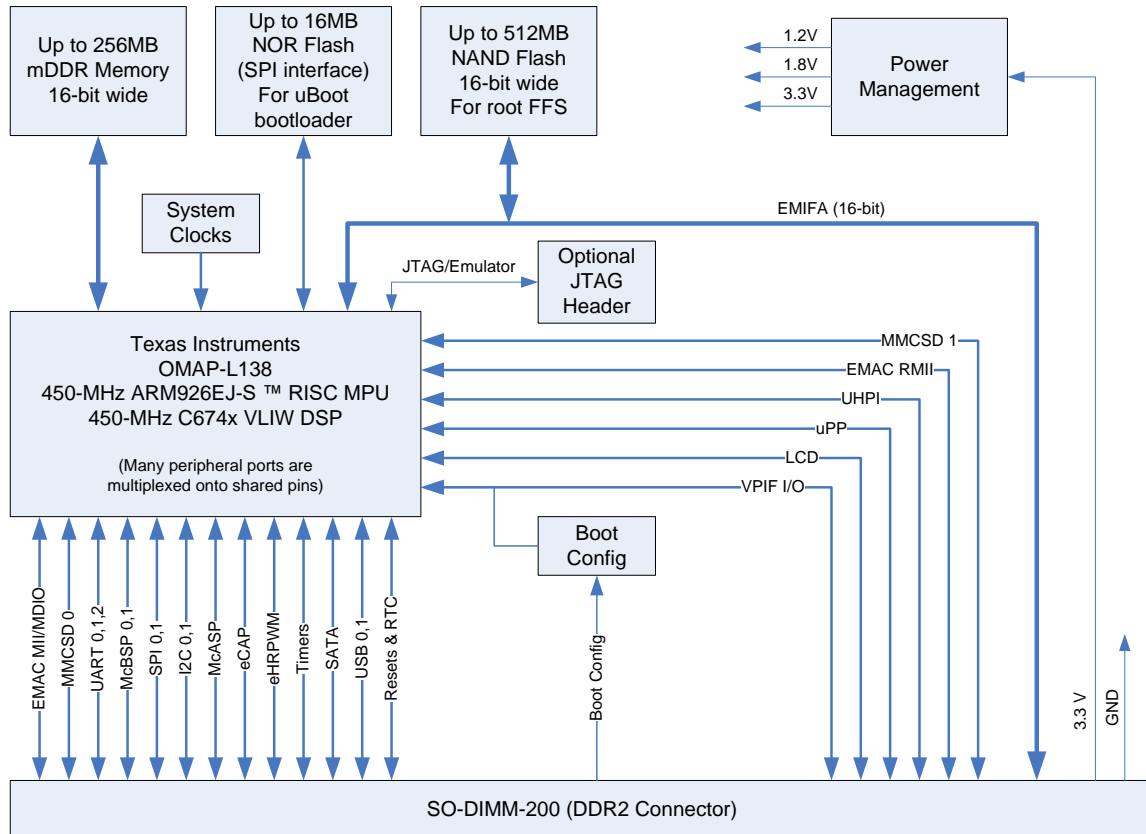 Up to 256MB
mDDR Memory
16-bit wide
Up to 16MB
NOR Flash
(SPI interface)
For uBoot
bootloader
Up to 512MB
NAND Flash
16-bit wide
For root FFS
1.2V
1.8V
3.3V
Power
Management
System
Clocks
EMIFA (16-bit)
JTAG/Emulator
Optional
JTAG
Header
Texas Instruments
OMAP-L138
450-MHz ARM926EJ-S ™ RISC MPU
450-MHz C674x VLIW DSP
(Many peripheral ports are
multiplexed onto shared pins)
MMCSD 1
EMAC RMII
UHPI
uPP
LCD
VPIF I/O
Boot
Config
EMAC MII/MDIO
MMCSD 0
UART 0,1,2
McBSP 0,1
SPI 0,1
I2C 0,1
McASP
eCAP
eHRPWM
Timers
SATA
USB 0,1
Resets & RTC
Boot Config
3.3 V
GND
SO-DIMM-200 (DDR2 Connector)